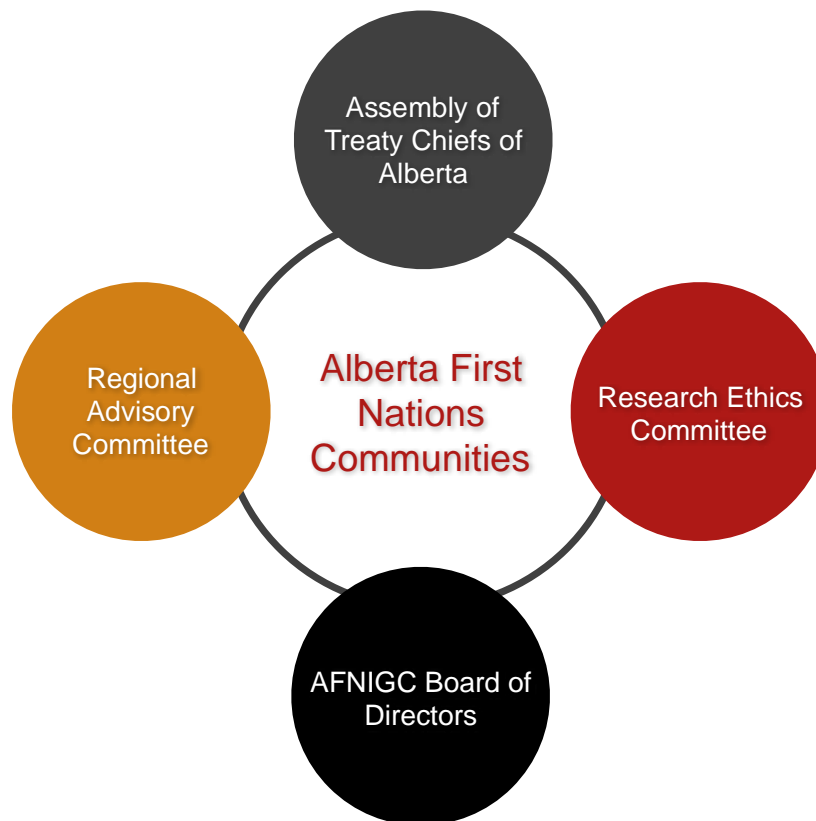 Assembly of
Treaty Chiefs of
Alberta
Regional
Advisory
Committee
Alberta First
Nations
Communities
Research Ethics
Committee
AFNIGC Board of
Directors